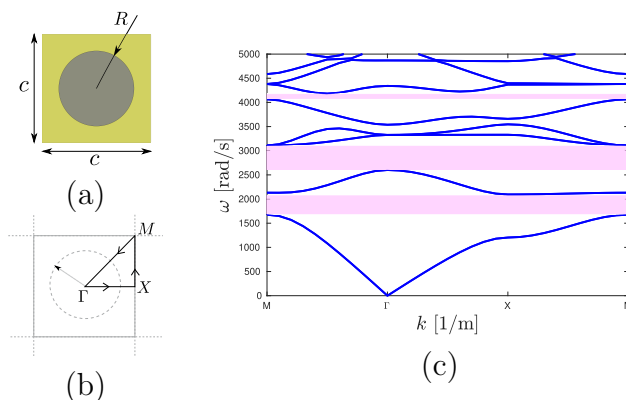 R
c
c
(a)
M
Γ
X
(b)
5000
4500
4000
3500
3000
2500
2000
1500
1000
500
0
ω [rad/s]
M Γ X M
k [1/m]
(c)